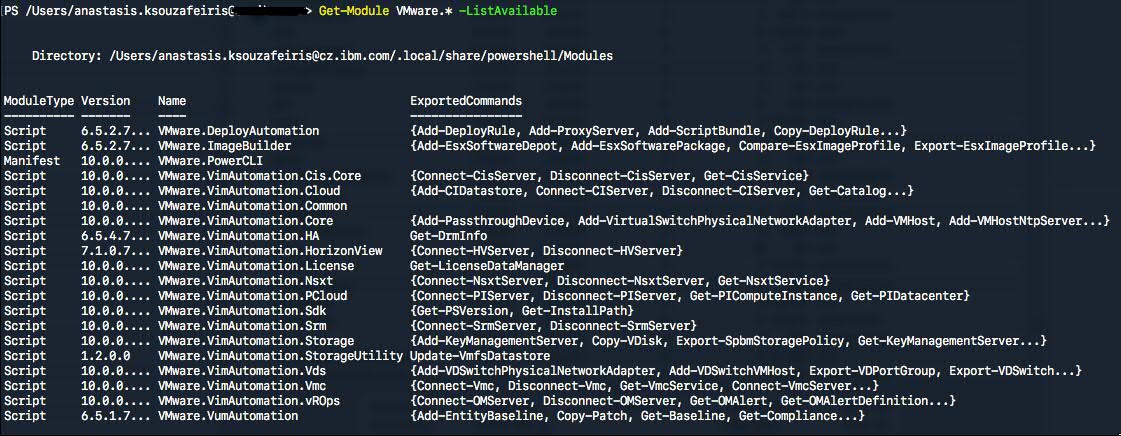 PS /Users/anastasis.ksouzafeiris@ > Get-Module VMware.* -ListAvailable
Directory: /Users/anastasis.ksouzafeiris@cz.ibm.com/.local/share/powershell/Modules
ModuleType Version Name ExportedCommands
---------- ------- ---- ----------------
Script 6.5.2.7... VMware.DeployAutomation {Add-DeployRule, Add-ProxyServer, Add-ScriptBundle, Copy-DeployRule...}
Script 6.5.2.7... VMware.ImageBuilder {Add-EsxSoftwareDepot, Add-EsxSoftwarePackage, Compare-EsxImageProfile, Export-EsxImageProfile...}
Manifest 10.0.0.... VMware.PowerCLI
Script 10.0.0.... VMware.VimAutomation.Cis.Core {Connect-CisServer, Disconnect-CisServer, Get-CisService}
Script 10.0.0.... VMware.VimAutomation.Cloud {Add-CIDatastore, Connect-CIServer, Disconnect-CIServer, Get-Catalog...}
Script 10.0.0.... VMware.VimAutomation.Common
Script 10.0.0.... VMware.VimAutomation.Core {Add-PassthroughDevice, Add-VirtualSwitchPhysicalNetworkAdapter, Add-VMHost, Add-VMHostNtpServer...}
Script 6.5.4.7... VMware.VimAutomation.HA Get-DrmInfo
Script 7.1.0.7... VMware.VimAutomation.HorizonView {Connect-HVServer, Disconnect-HVServer}
Script 10.0.0.... VMware.VimAutomation.License Get-LicenseDataManager
Script 10.0.0.... VMware.VimAutomation.Nsxt {Connect-NsxtServer, Disconnect-NsxtServer, Get-NsxtService}
Script 10.0.0.... VMware.VimAutomation.PCloud {Connect-PIServer, Disconnect-PIServer, Get-PIComputeInstance, Get-PIDatacenter}
Script 10.0.0.... VMware.VimAutomation.Sdk {Get-PSVersion, Get-InstallPath}
Script 10.0.0.... VMware.VimAutomation.Srm {Connect-SrmServer, Disconnect-SrmServer}
Script 10.0.0.... VMware.VimAutomation.Storage {Add-KeyManagementServer, Copy-VDisk, Export-SpbmStoragePolicy, Get-KeyManagementServer...}
Script 1.2.0.0 VMware.VimAutomation.StorageUtility Update-VmfsDatastore
Script 10.0.0.... VMware.VimAutomation.Vds {Add-VDSwitchPhysicalNetworkAdapter, Add-VDSwitchVMHost, Export-VDPortGroup, Export-VDSwitch...}
Script 10.0.0.... VMware.VimAutomation.Vmc {Connect-Vmc, Disconnect-Vmc, Get-VmcService, Connect-VmcServer...}
Script 10.0.0.... VMware.VimAutomation.vROps {Connect-OMServer, Disconnect-OMServer, Get-OMAlert, Get-OMAlertDefinition...}
Script 6.5.1.7... VMware.VumAutomation {Add-EntityBaseline, Copy-Patch, Get-Baseline, Get-Compliance...}